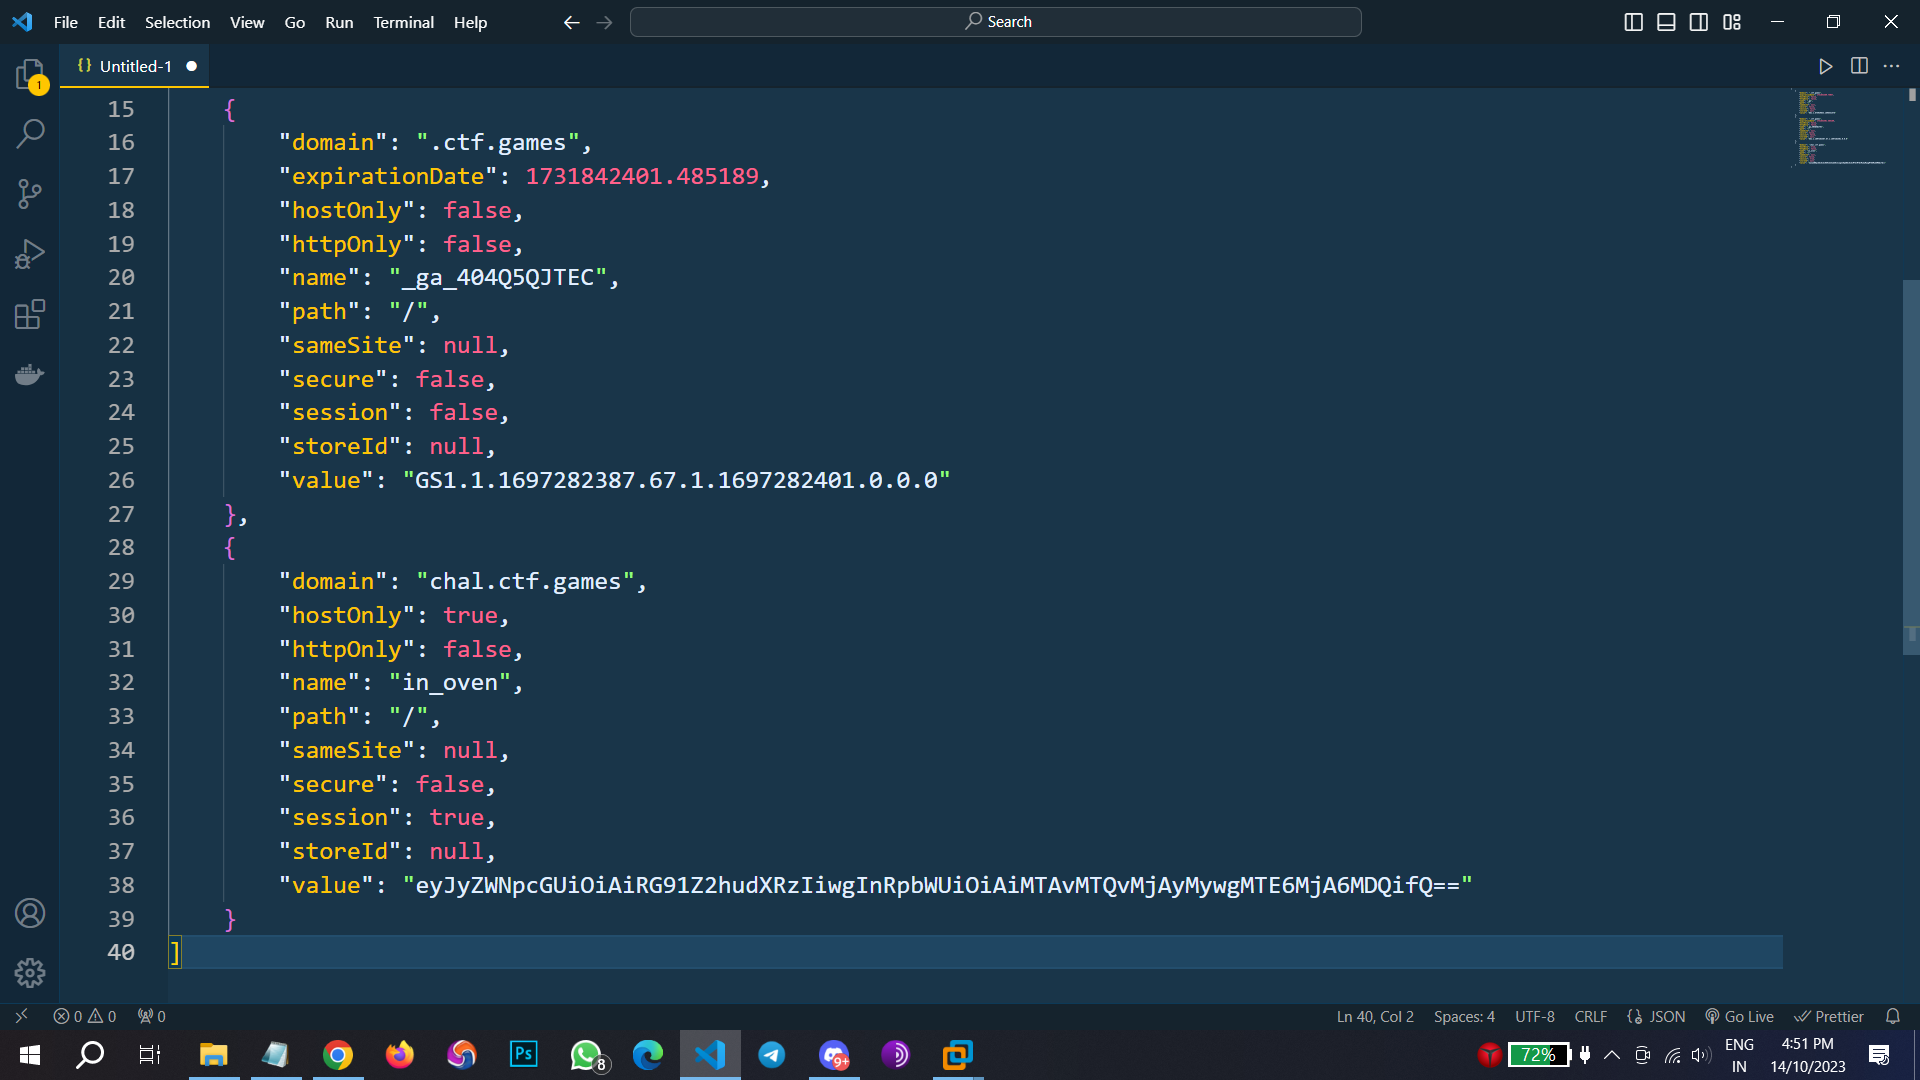 File Edit Selection View Go Run Terminal Help
Search
{} Untitled-1
1
15 {
16 "domain": ".ctf.games",
17 "expirationDate": 1731842401.485189,
18 "hostOnly": false,
19 "httpOnly": false,
20 "name": "_ga_404Q5QJTEC",
21 "path": "/",
22 "sameSite": null,
23 "secure": false,
24 "session": false,
25 "storeId": null,
26 "value": "GS1.1.1697282387.67.1.1697282401.0.0.0"
27 },
28 {
29 "domain": "chal.ctf.games",
30 "hostOnly": true,
31 "httpOnly": false,
32 "name": "in_oven",
33 "path": "/",
34 "sameSite": null,
35 "secure": false,
36 "session": true,
37 "storeId": null,
38 "value": "eyJyZWNpcGUiOiAiRG91Z2hudXRzIiwgInRpbWUiOiAiMTAvMTQvMjAyMywgMTE6MjA6MDQifQ=="
39 }
40 ]
0 0 0 Ln 40, Col 2 Spaces: 4 UTF-8 CRLF {} JSON Go Live Prettier
Ps 8 9+ 72% ENG 4:51 PM
IN 14/10/2023